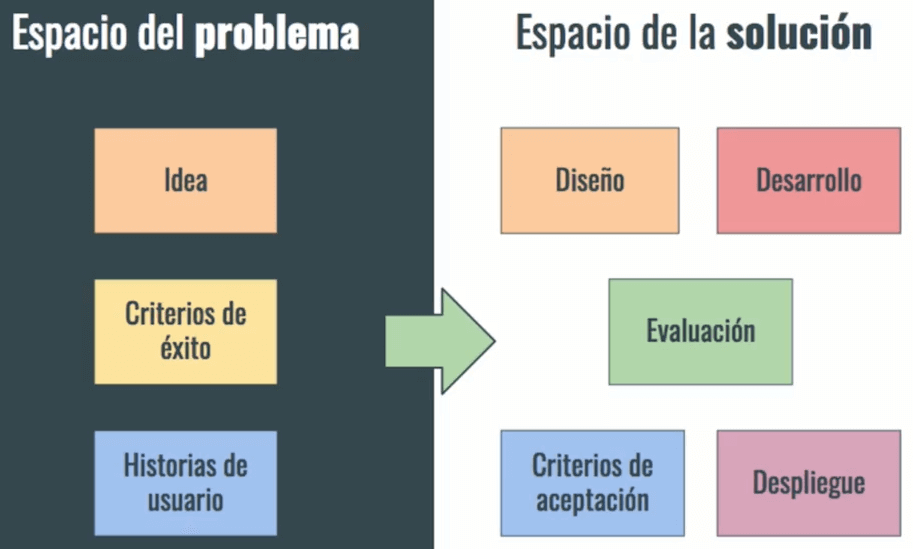 Espacio del problema
Espacio de la solución
Idea
Diseño
Desarrollo
Criterios de
éxito
Evaluación
Historias de
usuario
Criterios de
aceptación
Despliegue